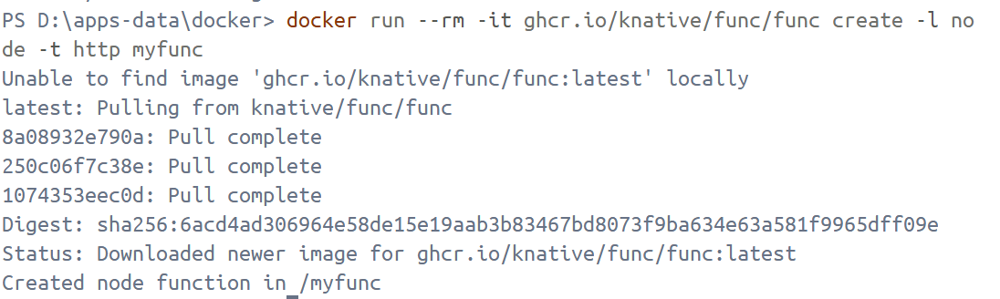 PS D:\apps-data\docker> docker run --rm -it ghcr.io/knative/func/func create -l no
de -t http myfunc
Unable to find image 'ghcr.io/knative/func/func:latest' locally
latest: Pulling from knative/func/func
8a08932e790a: Pull complete
250c06f7c38e: Pull complete
1074353eec0d: Pull complete
Digest: sha256:6acd4ad306964e58de15e19aab3b83467bd8073f9ba634e63a581f9965dff09e
Status: Downloaded newer image for ghcr.io/knative/func/func:latest
Created node function in /myfunc